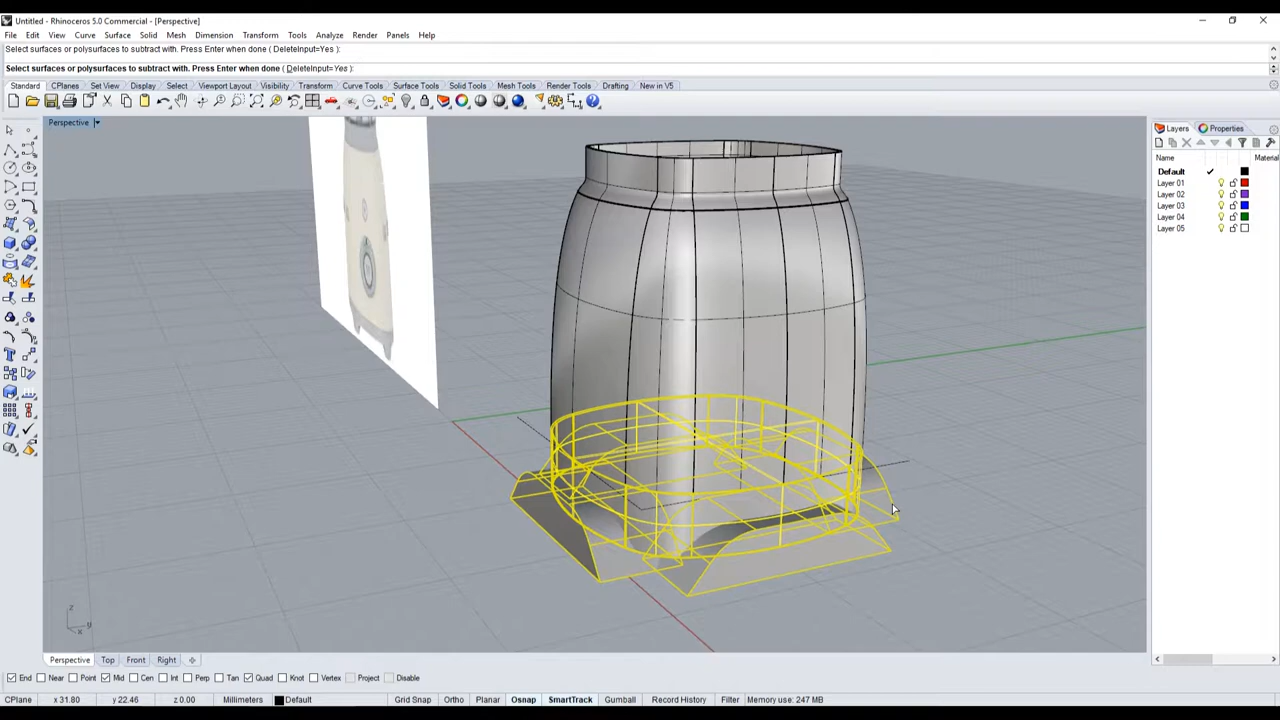 Untitled - Rhinoceros 5.0 Commercial - [Perspective]
File Edit View Curve Surface Solid Mesh Dimension Transform Tools Analyze Render Panels Help
Select surfaces or polysurfaces to subtract with. Press Enter when done ( DeleteInput=Yes ):
Select surfaces or polysurfaces to subtract with. Press Enter when done ( DeleteInput=Yes ):
Standard CPlanes Set View Display Select Viewport Layout Visibility Transform Curve Tools Surface Tools Solid Tools Mesh Tools Render Tools Drafting New in V5
Perspective
Layers Properties
Name Material
Default
Layer 01
Layer 02
Layer 03
Layer 04
Layer 05
z
y
x
Perspective Top Front Right
End Near Point Mid Cen Int Perp Tan Quad Knot Vertex Project Disable
CPlane x 31.80 y 22.46 z 0.00 Millimeters Default Grid Snap Ortho Planar Osnap SmartTrack Gumball Record History Filter Memory use: 247 MB